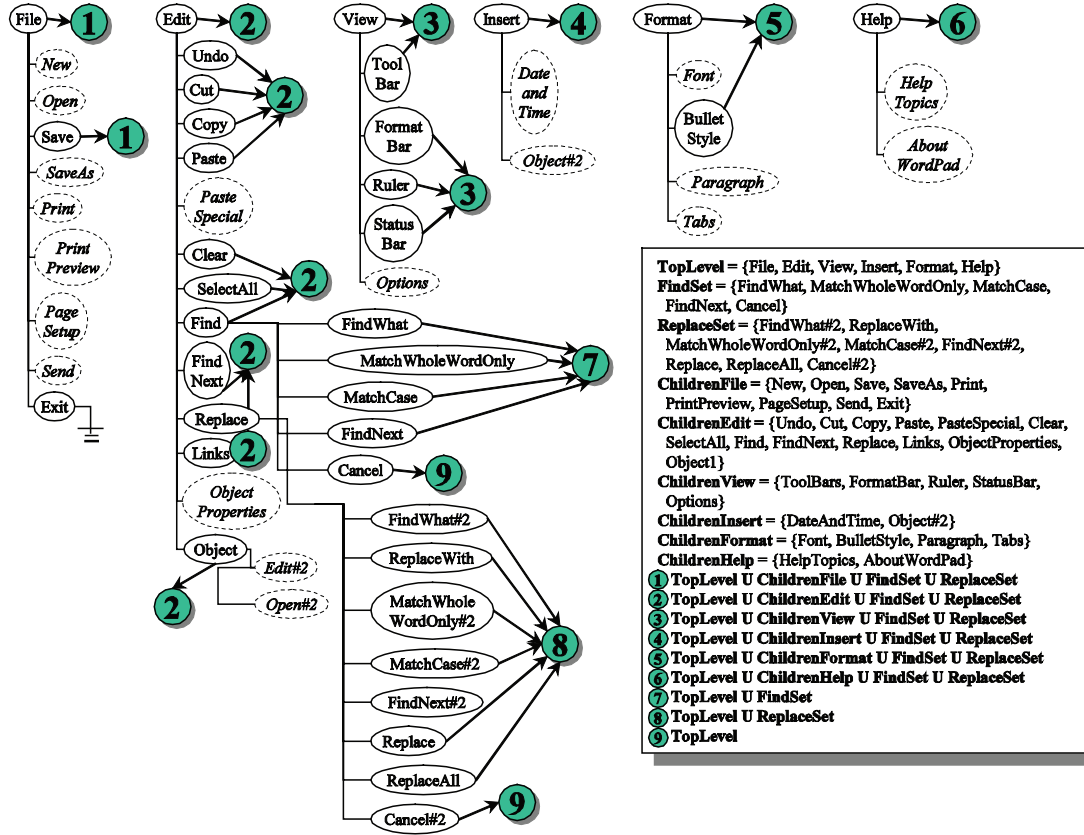 File
1
New
Open
Save
1
SaveAs
Print
Print
Preview
Page
Setup
Send
Exit
Edit
2
Undo
Cut
2
Copy
Paste
Paste
Special
Clear
2
SelectAll
Find
2
Find
Next
Replace
2
Links
Object
Properties
Object
Edit#2
2
Open#2
FindWhat
MatchWholeWordOnly
7
MatchCase
FindNext
Cancel
9
FindWhat#2
ReplaceWith
MatchWhole
WordOnly#2
8
MatchCase#2
FindNext#2
Replace
ReplaceAll
Cancel#2
9
View
3
Tool
Bar
Format
Bar
Ruler
3
Status
Bar
Options
Insert
4
Date
and
Time
Object#2
Format
5
Font
Bullet
Style
Paragraph
Tabs
Help
6
Help
Topics
About
WordPad
TopLevel = {File, Edit, View, Insert, Format, Help}
FindSet = {FindWhat, MatchWholeWordOnly, MatchCase,
FindNext, Cancel}
ReplaceSet = {FindWhat#2, ReplaceWith,
MatchWholeWordOnly#2, MatchCase#2, FindNext#2,
Replace, ReplaceAll, Cancel#2}
ChildrenFile = {New, Open, Save, SaveAs, Print,
PrintPreview, PageSetup, Send, Exit}
ChildrenEdit = {Undo, Cut, Copy, Paste, PasteSpecial, Clear,
SelectAll, Find, FindNext, Replace, Links, ObjectProperties,
Object1}
ChildrenView = {ToolBars, FormatBar, Ruler, StatusBar,
Options}
ChildrenInsert = {DateAndTime, Object#2}
ChildrenFormat = {Font, BulletStyle, Paragraph, Tabs}
ChildrenHelp = {HelpTopics, AboutWordPad}
1 TopLevel U ChildrenFile U FindSet U ReplaceSet
2 TopLevel U ChildrenEdit U FindSet U ReplaceSet
3 TopLevel U ChildrenView U FindSet U ReplaceSet
4 TopLevel U ChildrenInsert U FindSet U ReplaceSet
5 TopLevel U ChildrenFormat U FindSet U ReplaceSet
6 TopLevel U ChildrenHelp U FindSet U ReplaceSet
7 TopLevel U FindSet
8 TopLevel U ReplaceSet
9 TopLevel